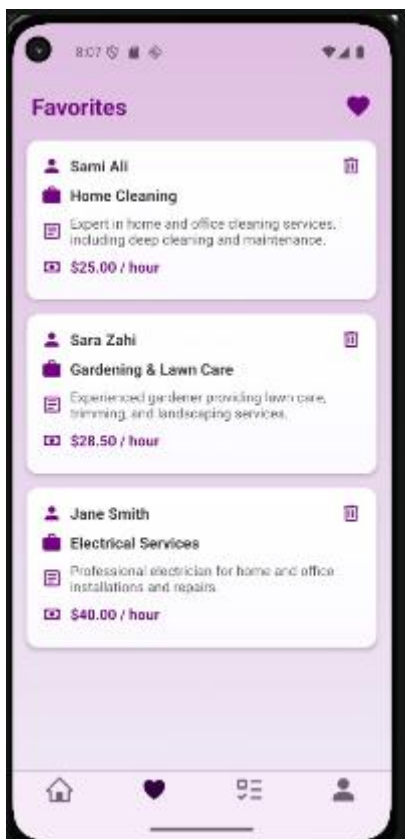 8:07
Favorites
Sami Ali
Home Cleaning
Expert in home and office cleaning services,
including deep cleaning and maintenance.
$25.00 / hour
Sara Zahi
Gardening & Lawn Care
Experienced gardener providing lawn care,
trimming, and landscaping services.
$28.50 / hour
Jane Smith
Electrical Services
Professional electrician for home and office
installations and repairs.
$40.00 / hour